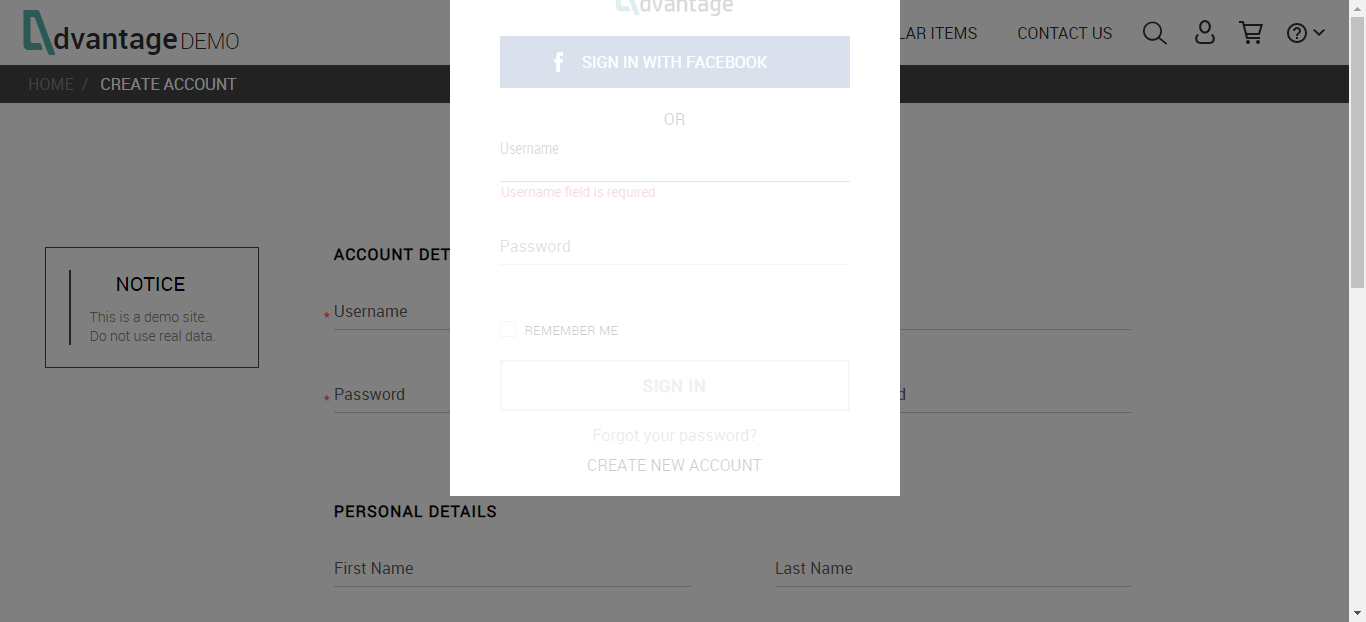 dvantage DEMO
LAR ITEMS
CONTACT US
HOME / CREATE ACCOUNT
dvantage
f SIGN IN WITH FACEBOOK
OR
Username
Username field is required
Password
REMEMBER ME
SIGN IN
Forgot your password?
CREATE NEW ACCOUNT
NOTICE
This is a demo site.
Do not use real data.
ACCOUNT DET
* Username
* Password
d
PERSONAL DETAILS
First Name
Last Name